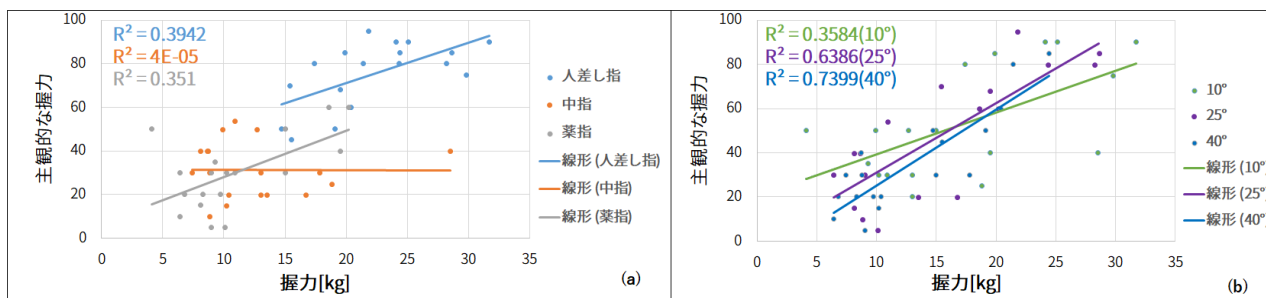 R² = 0.3942
R² = 4E-05
R² = 0.351
主観的な握力
100
80
60
40
20
0
0
5
10
15
20
25
30
35
握力[kg]
人差し指
中指
薬指
線形 (人差し指)
線形 (中指)
線形 (薬指)
(a)
R² = 0.3584(10°)
R² = 0.6386(25°)
R² = 0.7399(40°)
主観的な握力
100
80
60
40
20
0
0
5
10
15
20
25
30
35
握力[kg]
10°
25°
40°
線形 (10°)
線形 (25°)
線形 (40°)
(b)